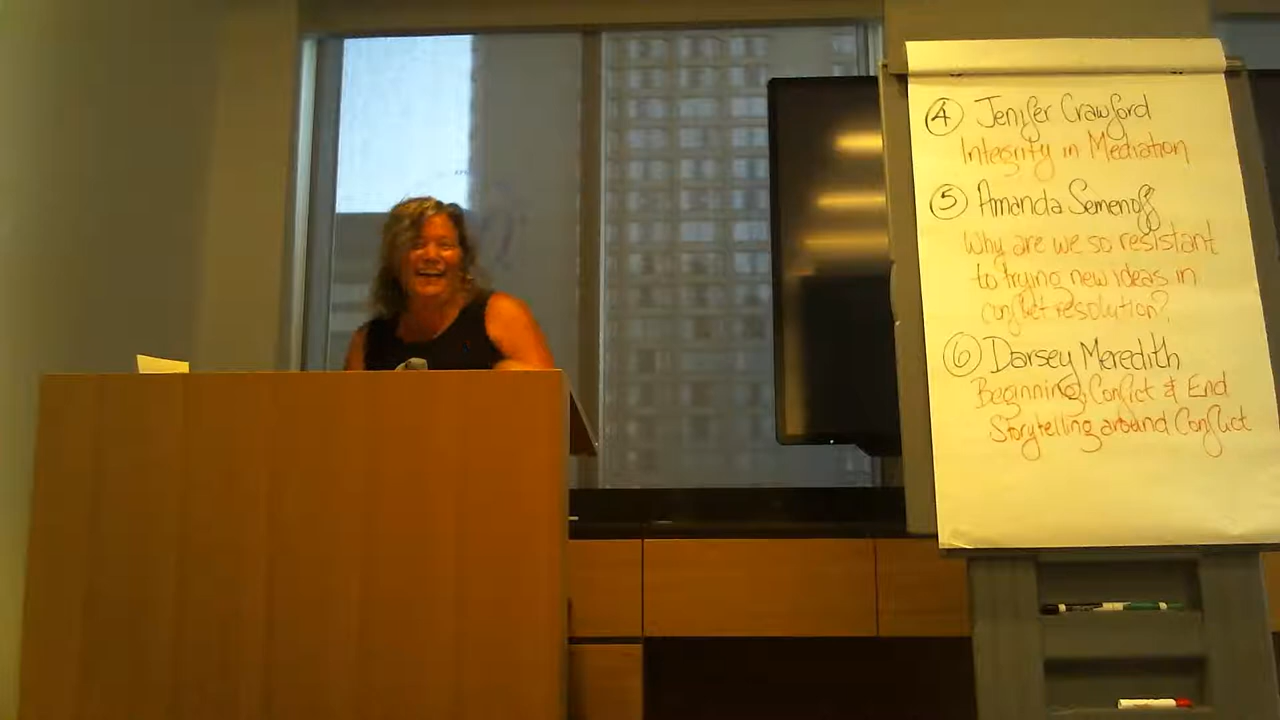 ④ Jenifer Crawford
Integrity in Mediation
⑤ Amanda Semenoff
Why are we so resistant
to trying new ideas in
conflict resolution?
⑥ Darsey Meredith
Beginning, Conflict & End
Storytelling around Conflict